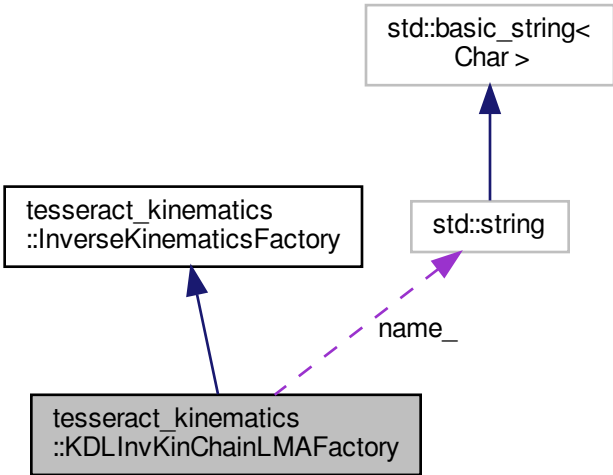 std::basic_string<
Char >
tesseract_kinematics
::InverseKinematicsFactory
std::string
name_
tesseract_kinematics
::KDLInvKinChainLMAFactory